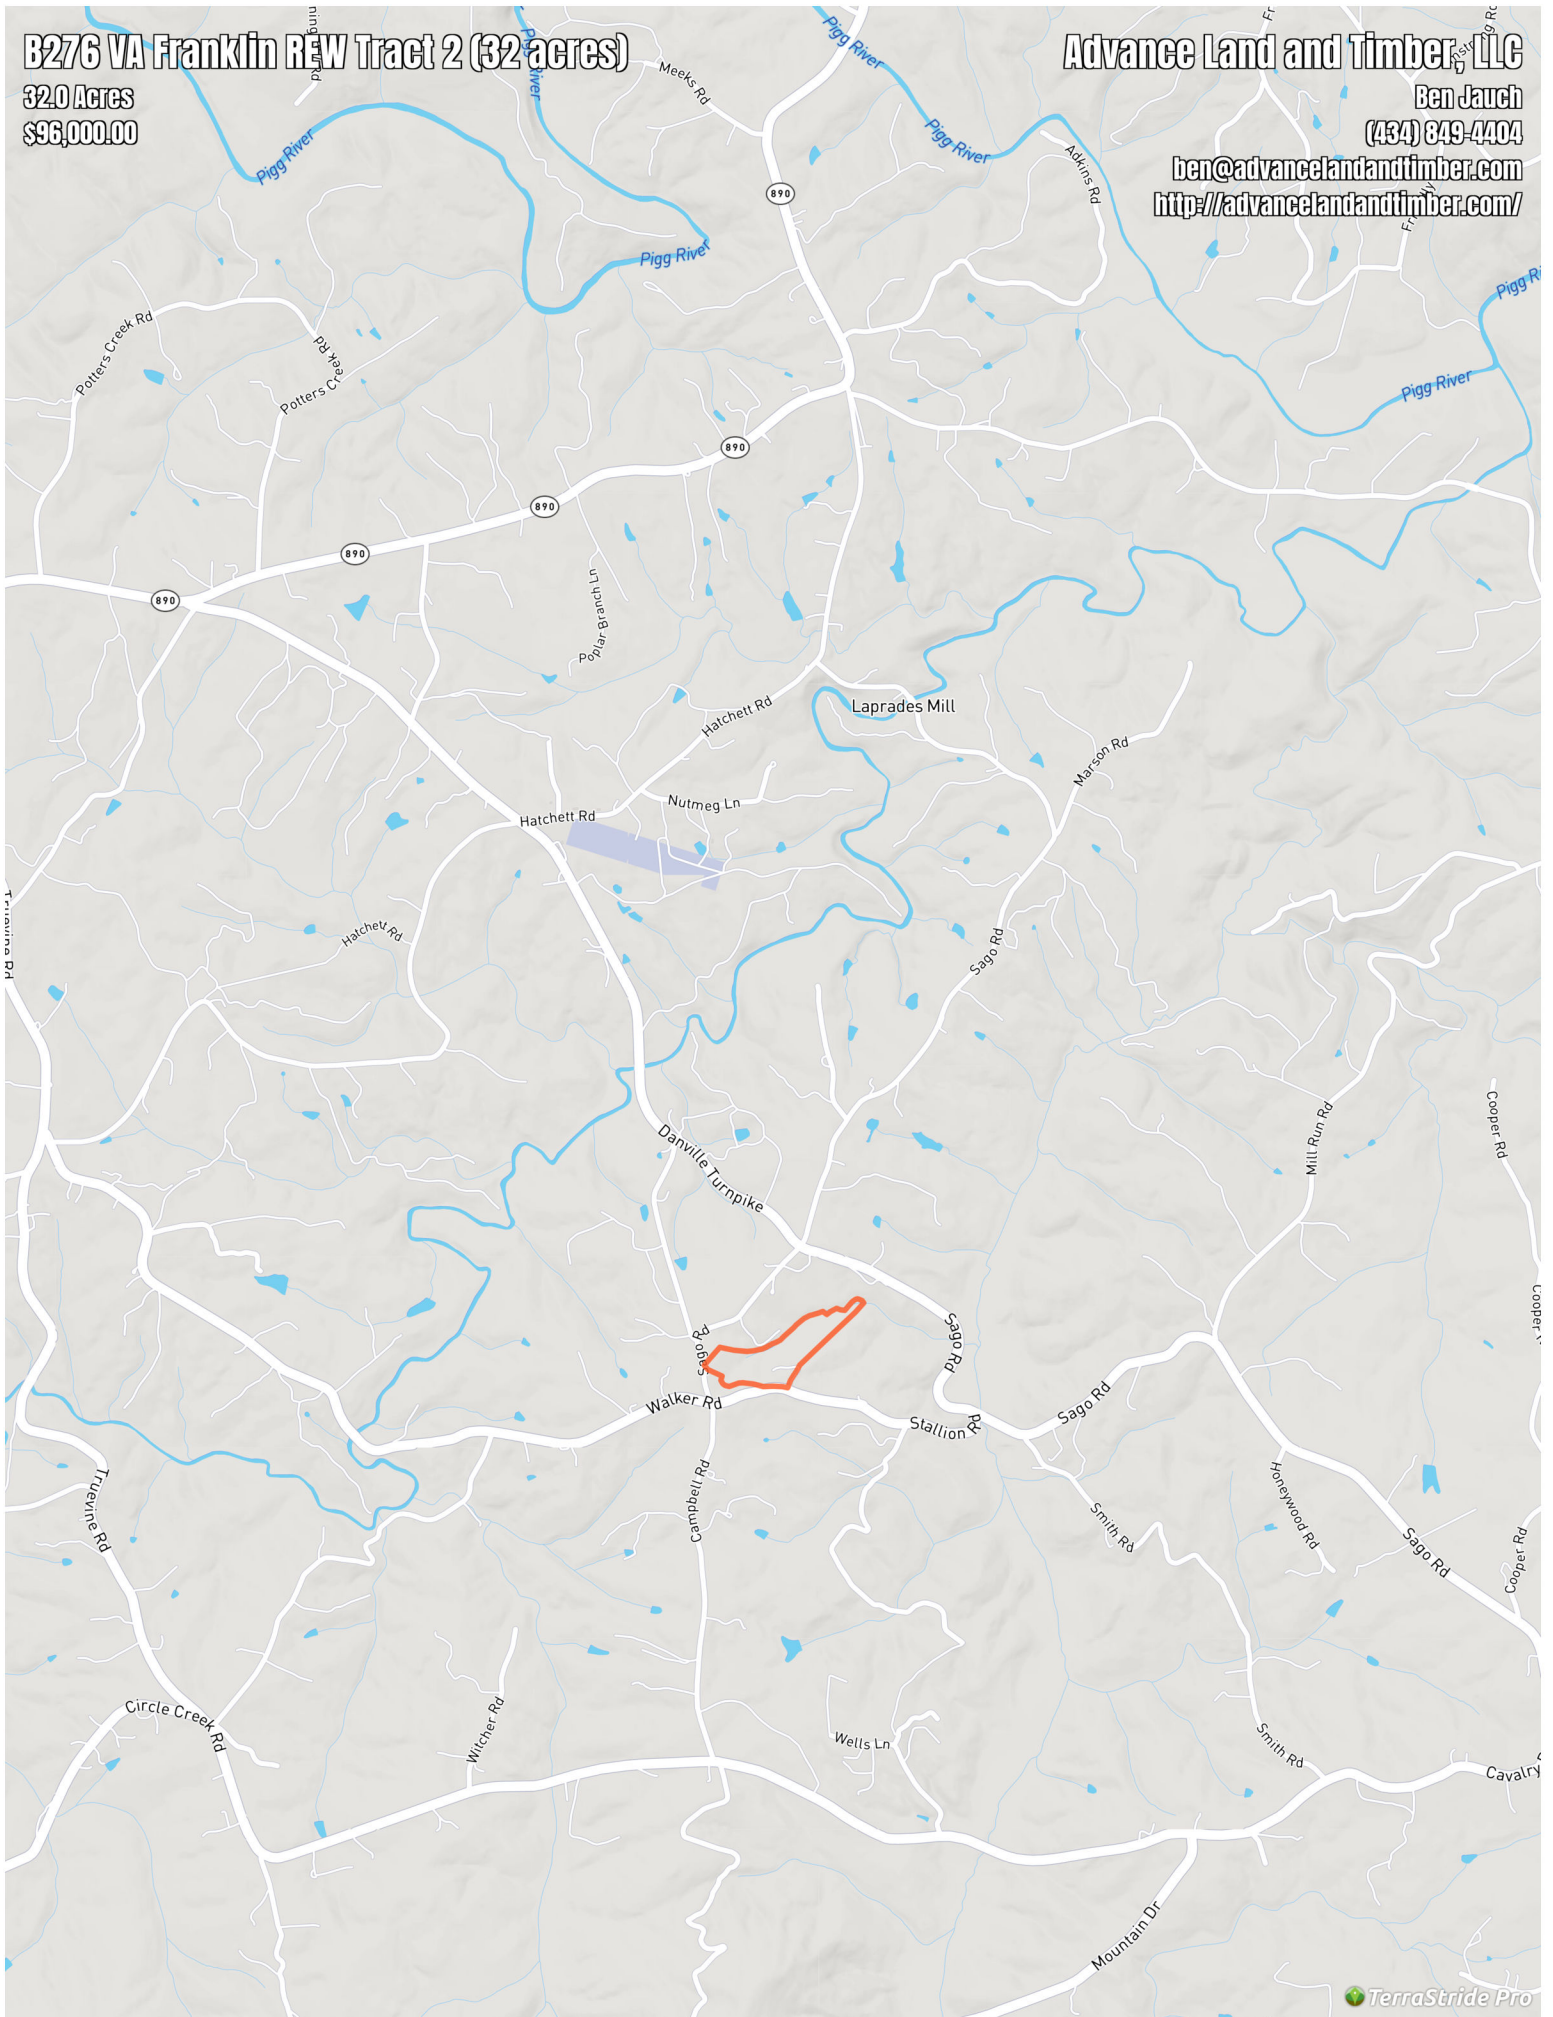 B276 VA Franklin REW Tract 2 (32 acres)
32.0 Acres
$96,000.00
Advance Land and Timber, LLC
Ben Jauch
(434) 849-4404
ben@advancelandandtimber.com
http://advancelandandtimber.com/
Pigg River
Pigg River
Meeks Rd
Pigg River
Pigg River
Adkins Rd
890
Pigg River
Potters Creek Rd
Potters Creek Rd
Pigg River
890
890
890
890
Poplar Branch Ln
Hatchett Rd
Laprades Mill
Marson Rd
Nutmeg Ln
Hatchett Rd
Truevine Rd
Hatchett Rd
Sago Rd
Cooper Rd
Mill Run Rd
Danville Turnpike
Sago Rd
Sago Rd
Sago Rd
Walker Rd
Stallion Rd
Campbell Rd
Truevine Rd
Honeywood Rd
Smith Rd
Sago Rd
Cooper Rd
Circle Creek Rd
Witcher Rd
Wells Ln
Smith Rd
Cavalry
Mountain Dr
TerraStride Pro